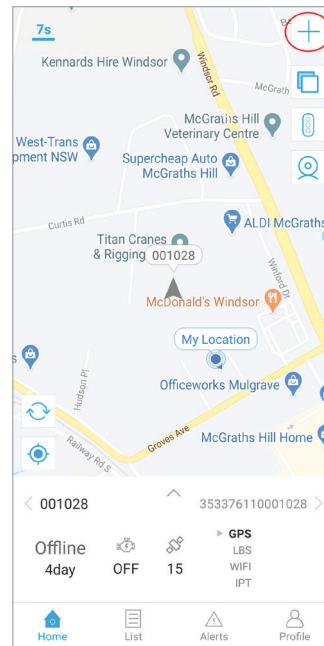 7s
B
Kennards Hire Windsor
Windsor Rd
McGrath
McGraths Hill
Veterinary Centre
West-Trans
pment NSW
Supercheap Auto
McGraths Hill
Curtis Rd
ALDI McGraths
Titan Cranes
& Rigging
001028
Winford Dr
McDonald's Windsor
My Location
s
Officeworks Mulgrave
Hudson Pl
Groves Ave
McGraths Hill Home
Railway Rd S
001028
353376110001028
Offline
4day
OFF
15
GPS
LBS
WIFI
IPT
Home
List
Alerts
Profile